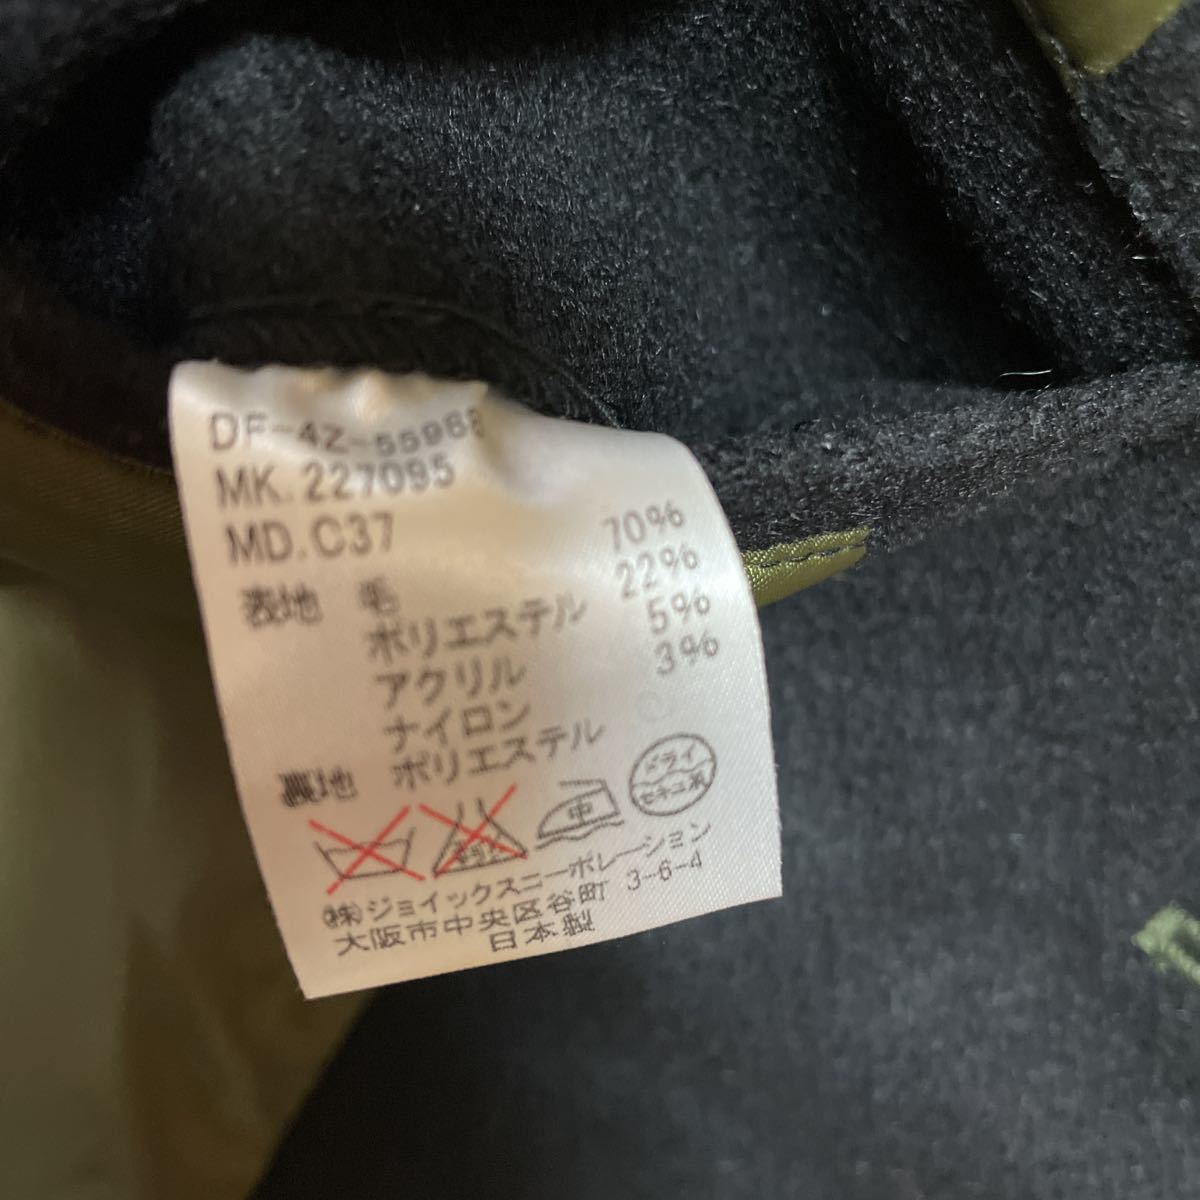 DF-4Z-55968
MK.227095
MD.C37
表地 毛 70%
ポリエステル 22%
アクリル 5%
ナイロン 3%
裏地 ポリエステル
中
ドライ
セキユ系
㈱ジョイックスコーポレーション
大阪市中央区谷町 3-6-4
日本製